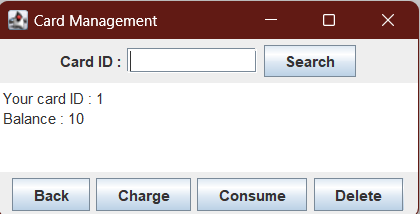 Card Management
Card ID : Search
Your card ID : 1
Balance : 10
Back Charge Consume Delete